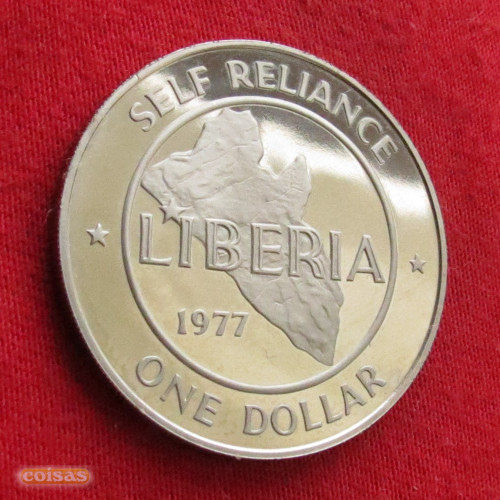 SELF RELIANCE
LIBERIA
1977
ONE DOLLAR
coisas